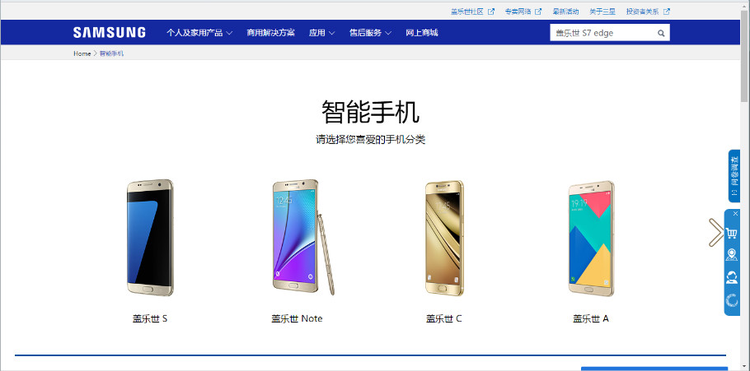 盖乐世社区 专卖网络 最新活动 关于三星 投资者关系
SAMSUNG 个人及家用产品 商用解决方案 应用 售后服务 网上商城 盖乐世 S7 edge
Home > 智能手机
智能手机
请选择您喜爱的手机分类
问卷调查
盖乐世 S 盖乐世 Note 盖乐世 C 盖乐世 A